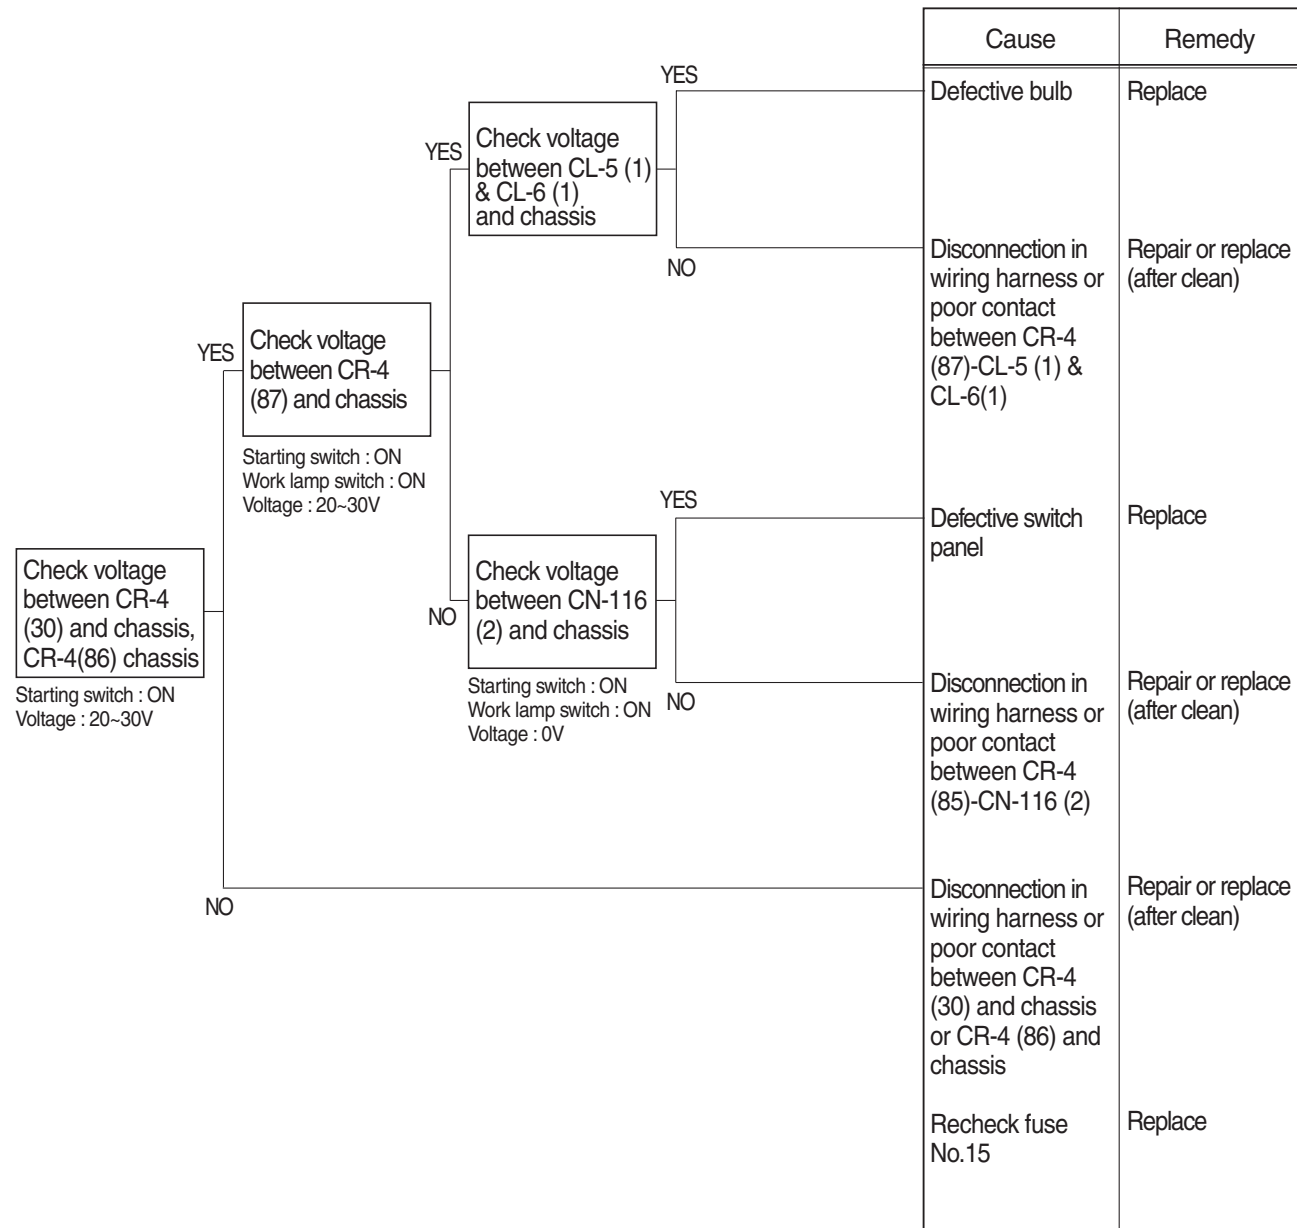 Cause
Remedy
YES
Defective bulb
Replace
Check voltage
between CL-5 (1)
& CL-6 (1)
and chassis
YES
NO
Disconnection in
wiring harness or
poor contact
between CR-4
(87)-CL-5 (1) &
CL-6(1)
Repair or replace
(after clean)
YES
Check voltage
between CR-4
(87) and chassis
Starting switch : ON
Work lamp switch : ON
Voltage : 20~30V
YES
Defective switch
panel
Replace
Check voltage
between CR-4
(30) and chassis,
CR-4(86) chassis
Starting switch : ON
Voltage : 20~30V
NO
Check voltage
between CN-116
(2) and chassis
Starting switch : ON
Work lamp switch : ON
Voltage : 0V
NO
Disconnection in
wiring harness or
poor contact
between CR-4
(85)-CN-116 (2)
Repair or replace
(after clean)
NO
Disconnection in
wiring harness or
poor contact
between CR-4
(30) and chassis
or CR-4 (86) and
chassis
Repair or replace
(after clean)
Recheck fuse
No.15
Replace